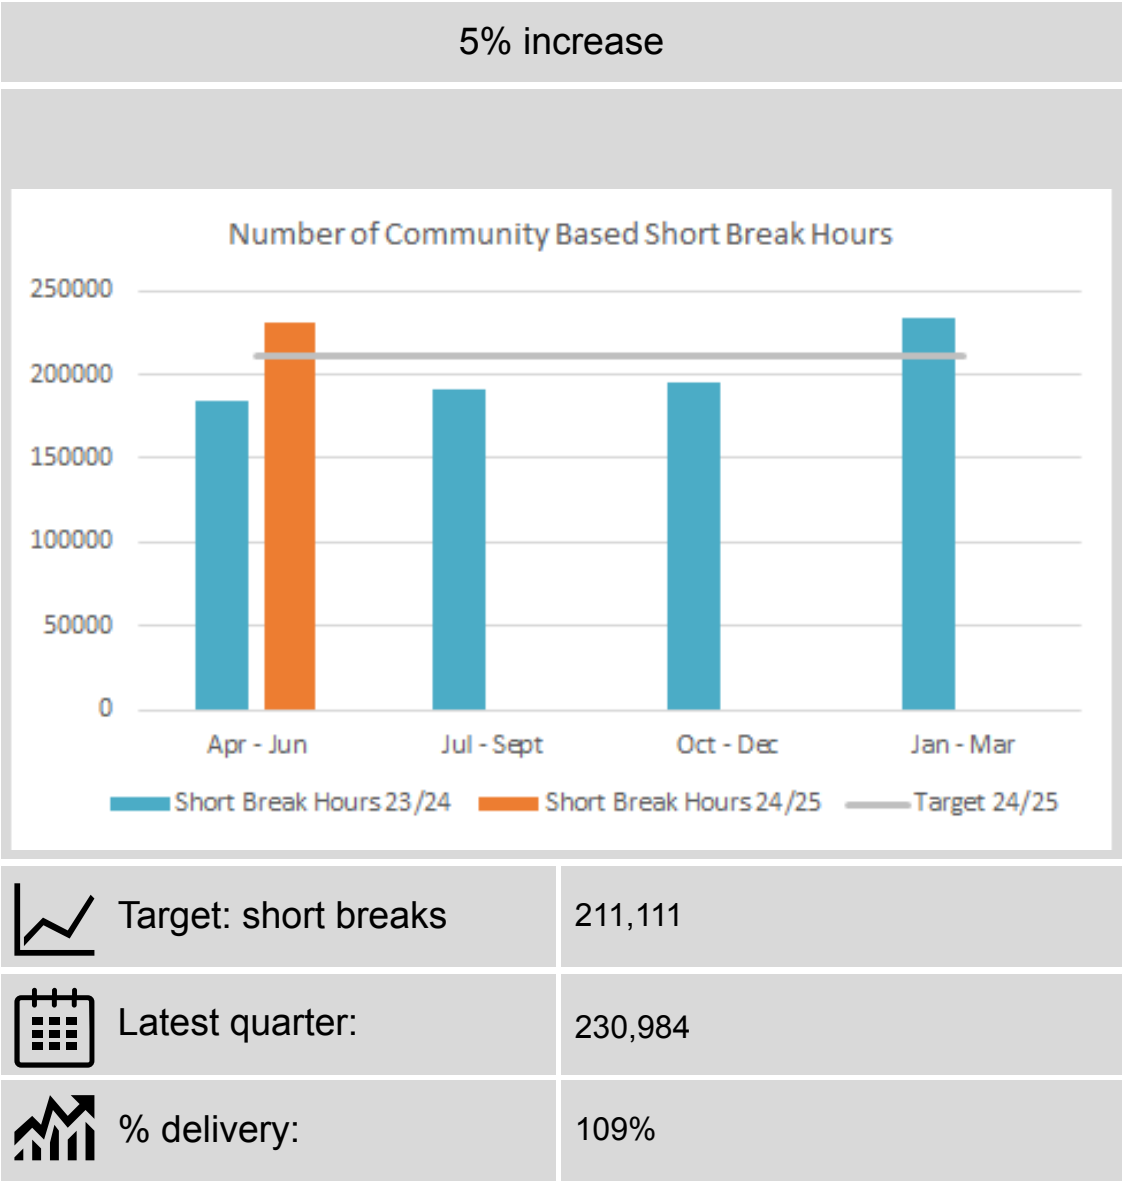 5% increase
Number of Community Based Short Break Hours
250000
200000
150000
100000
50000
0
Apr - Jun
Jul - Sept
Oct - Dec
Jan - Mar
Short Break Hours 23/24
Short Break Hours 24/25
Target 24/25
Target: short breaks
211,111
Latest quarter:
230,984
% delivery:
109%